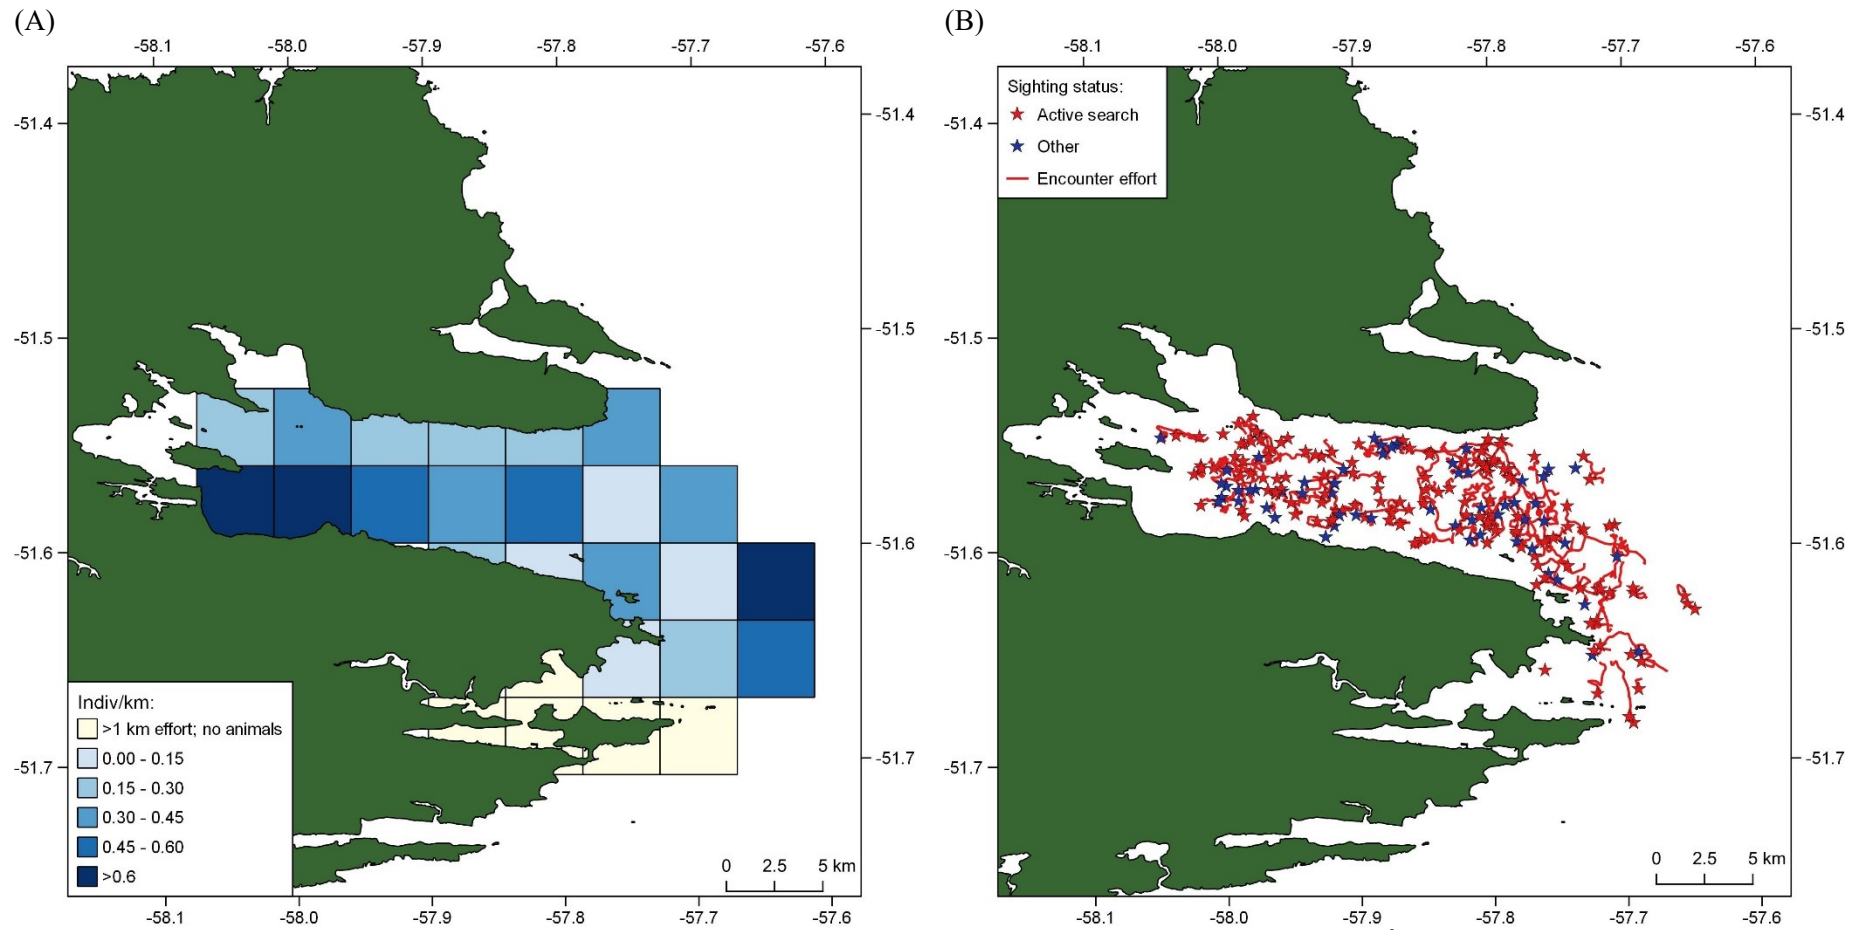 (A)
(B)
-58.1 -58.0 -57.9 -57.8 -57.7 -57.6
-58.1 -58.0 -57.9 -57.8 -57.7 -57.6
-51.4 -51.4
-51.5 -51.5
-51.6 -51.6
-51.7 -51.7
Indiv/km:
>1 km effort; no animals
0.00 - 0.15
0.15 - 0.30
0.30 - 0.45
0.45 - 0.60
>0.6
0 2.5 5 km
-58.1 -58.0 -57.9 -57.8 -57.7 -57.6
Sighting status:
Active search
Other
Encounter effort
-51.4 -51.4
-51.5 -51.5
-51.6 -51.6
-51.7 -51.7
0 2.5 5 km
-58.1 -58.0 -57.9 -57.8 -57.7 -57.6